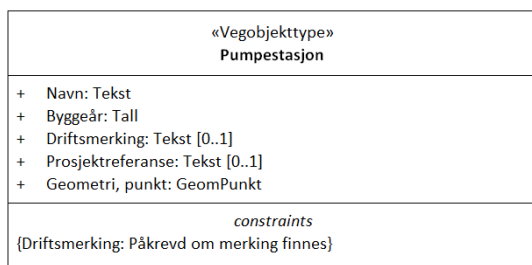 «Vegobjekttype»
Pumpestasjon
+ Navn: Tekst
+ Byggeår: Tall
+ Driftsmerking: Tekst [0..1]
+ Prosjektreferanse: Tekst [0..1]
+ Geometri, punkt: GeomPunkt
constraints
{Driftsmerking: Påkrevd om merking finnes}